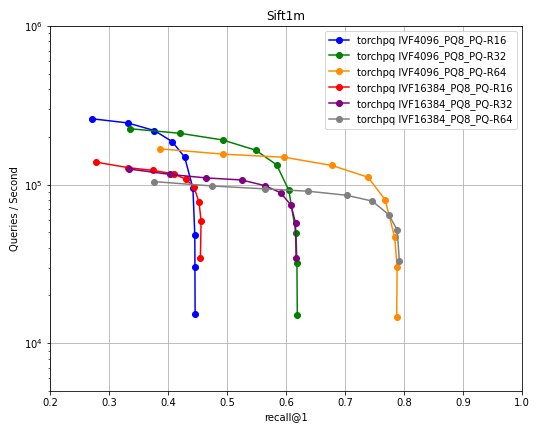 Sift1m
torchpq IVF4096_PQ8_PQ-R16
torchpq IVF4096_PQ8_PQ-R32
torchpq IVF4096_PQ8_PQ-R64
torchpq IVF16384_PQ8_PQ-R16
torchpq IVF16384_PQ8_PQ-R32
torchpq IVF16384_PQ8_PQ-R64
Queries / Second
10⁶
10⁵
10⁴
0.2 0.3 0.4 0.5 0.6 0.7 0.8 0.9 1.0
recall@1